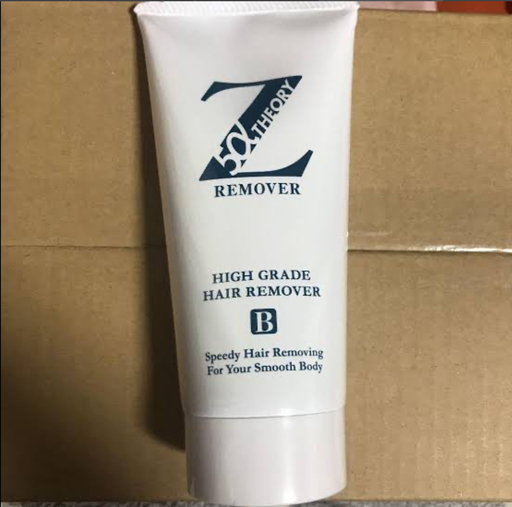 Z
5α THEORY
REMOVER
HIGH GRADE
HAIR REMOVER
B
Speedy Hair Removing
For Your Smooth Body